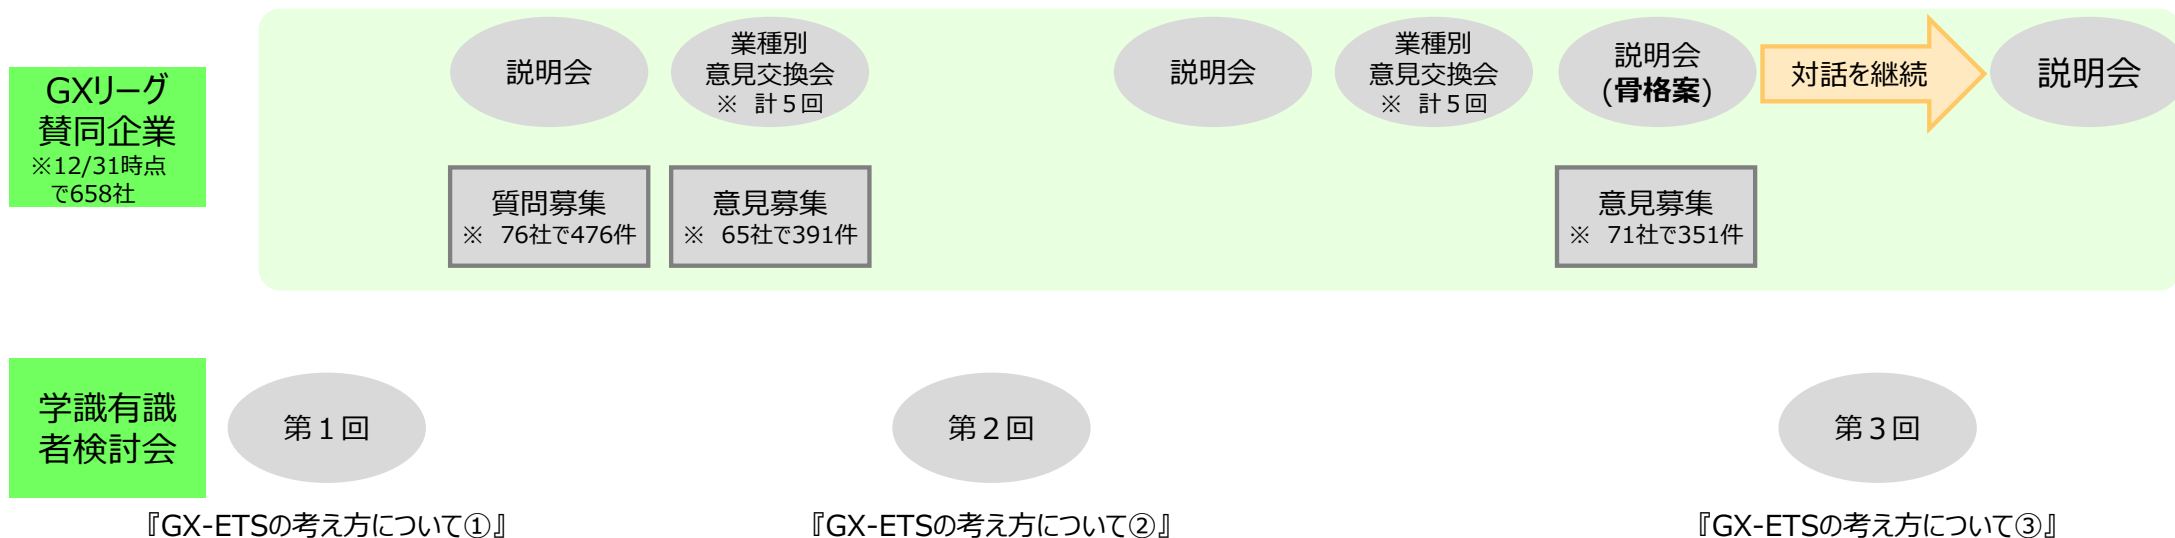 GXリーグ
賛同企業
※12/31時点
で658社
説明会
業種別
意見交換会
※ 計５回
説明会
業種別
意見交換会
※ 計５回
説明会
(骨格案)
対話を継続
説明会
質問募集
※ 76社で476件
意見募集
※ 65社で391件
意見募集
※ 71社で351件
学識有識
者検討会
第１回
第２回
第３回
『GX-ETSの考え方について①』
『GX-ETSの考え方について②』
『GX-ETSの考え方について③』